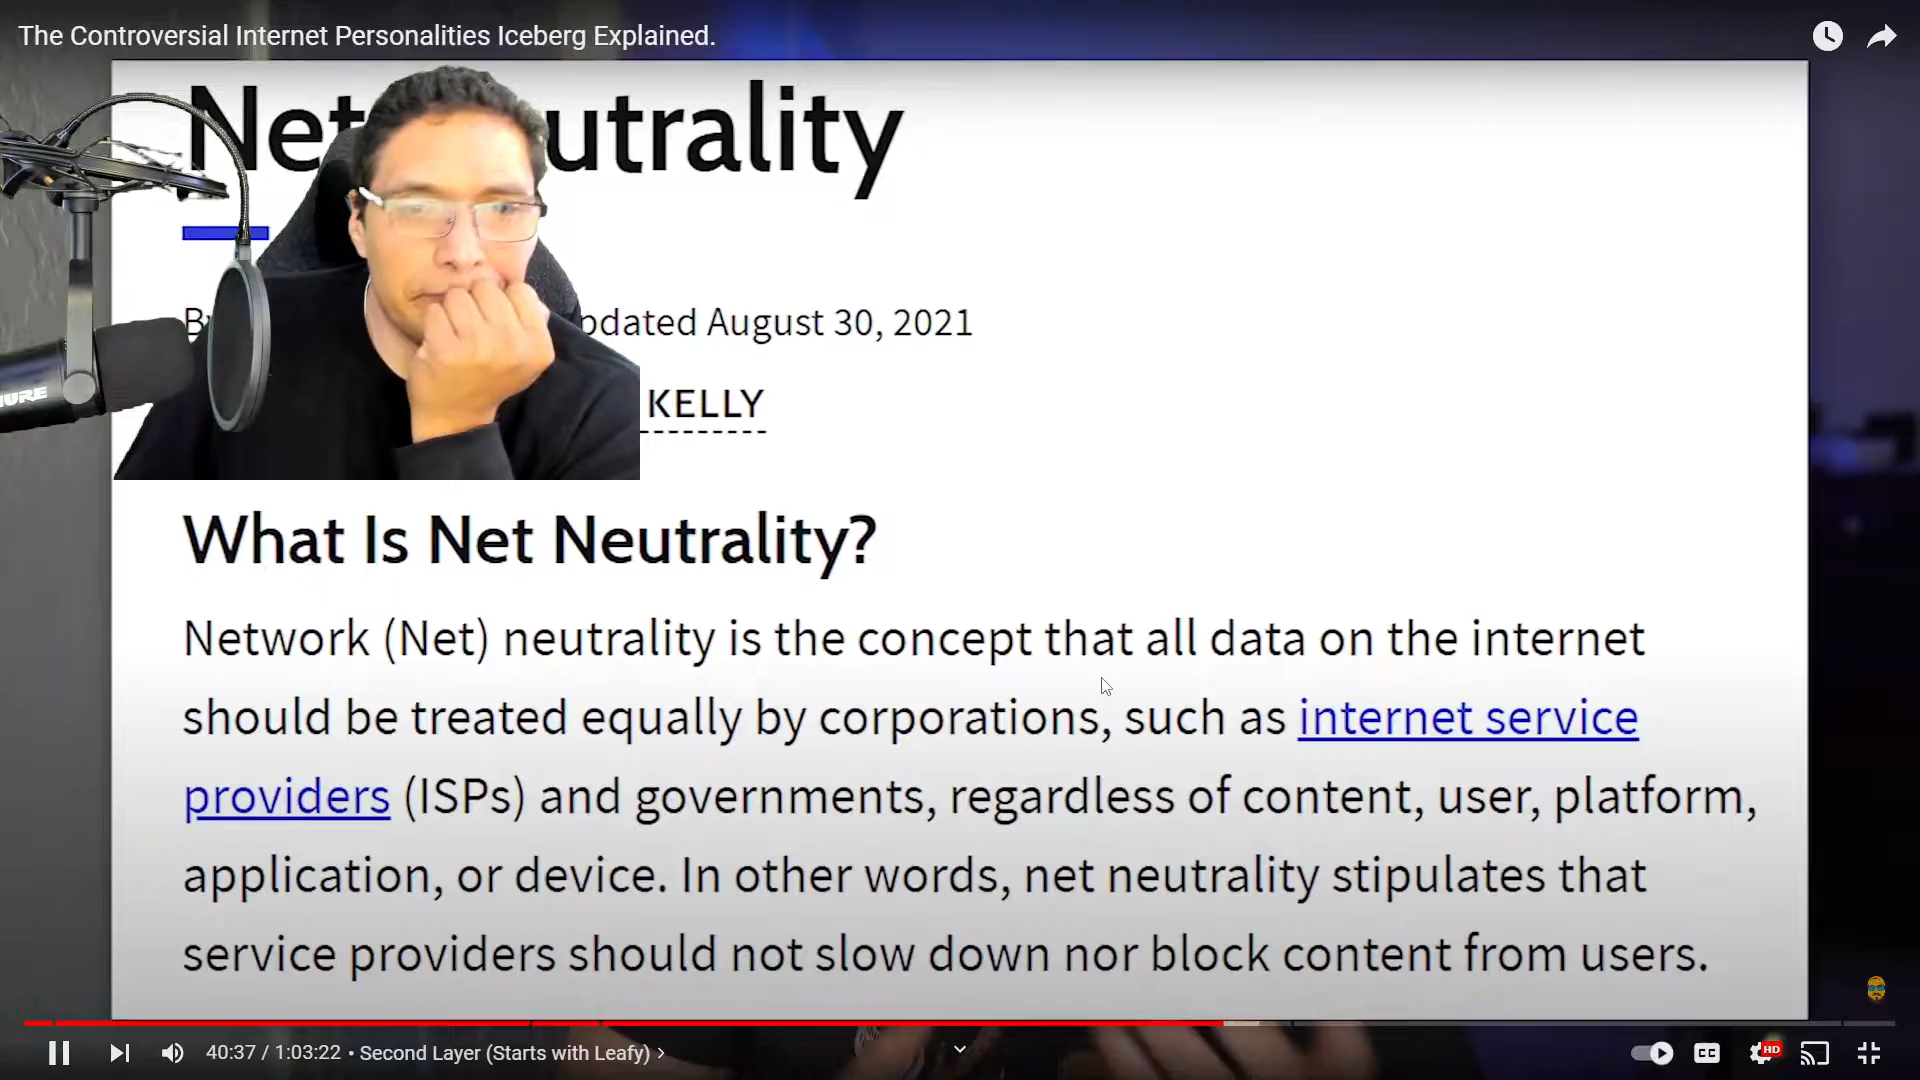 The Controversial Internet Personalities Iceberg Explained.
Net utrality
pdated August 30, 2021
KELLY
What Is Net Neutrality?
Network (Net) neutrality is the concept that all data on the internet
should be treated equally by corporations, such as internet service
providers (ISPs) and governments, regardless of content, user, platform,
application, or device. In other words, net neutrality stipulates that
service providers should not slow down nor block content from users.
40:37 / 1:03:22 • Second Layer (Starts with Leafy) >
CC
HD